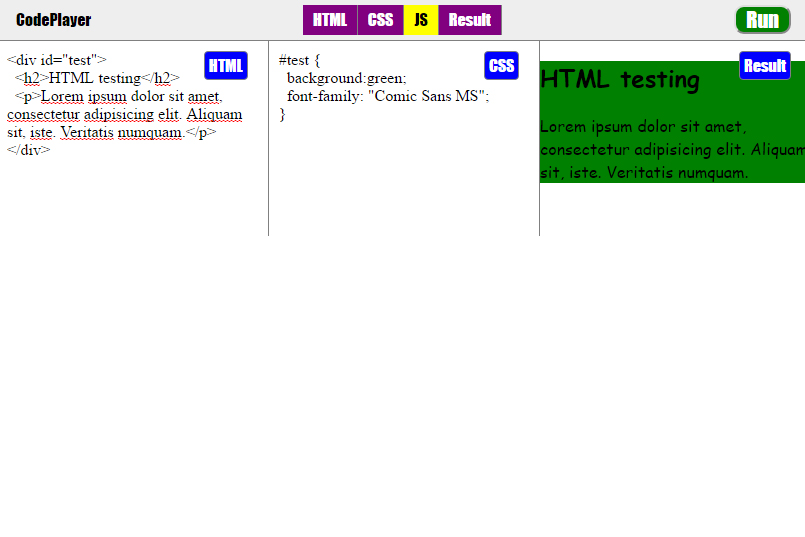 CodePlayer
HTML CSS JS Result
Run
HTML
<div id="test">
  <h2>HTML testing</h2>
  <p>Lorem ipsum dolor sit amet,
consectetur adipisicing elit. Aliquam
sit, iste. Veritatis numquam.</p>
</div>
CSS
#test {
  background:green;
  font-family: "Comic Sans MS";
}
Result
HTML testing
Lorem ipsum dolor sit amet,
consectetur adipisicing elit. Aliquam
sit, iste. Veritatis numquam.